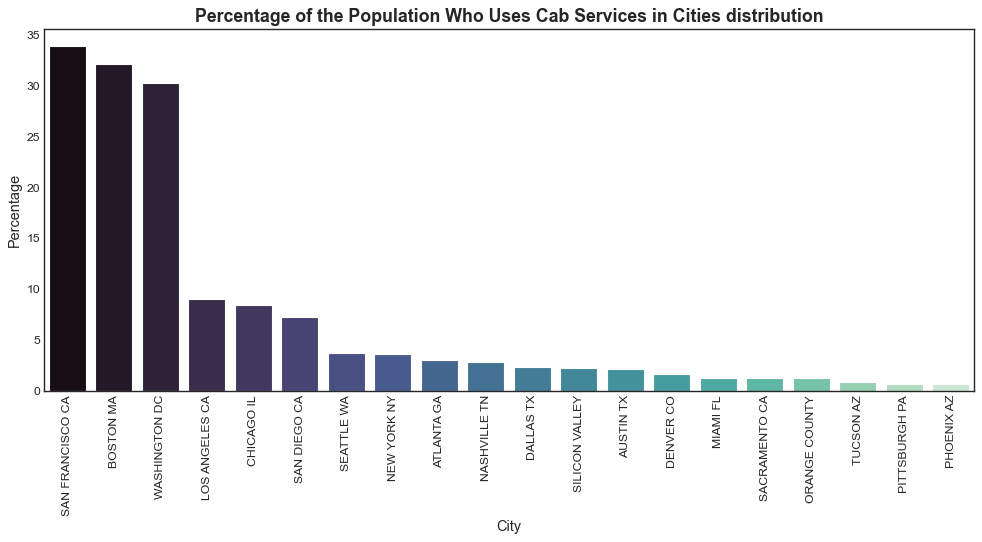 Percentage of the Population Who Uses Cab Services in Cities distribution
Percentage
35
30
25
20
15
10
5
0
SAN FRANCISCO CA
BOSTON MA
WASHINGTON DC
LOS ANGELES CA
CHICAGO IL
SAN DIEGO CA
SEATTLE WA
NEW YORK NY
ATLANTA GA
NASHVILLE TN
DALLAS TX
SILICON VALLEY
AUSTIN TX
DENVER CO
MIAMI FL
SACRAMENTO CA
ORANGE COUNTY
TUCSON AZ
PITTSBURGH PA
PHOENIX AZ
City